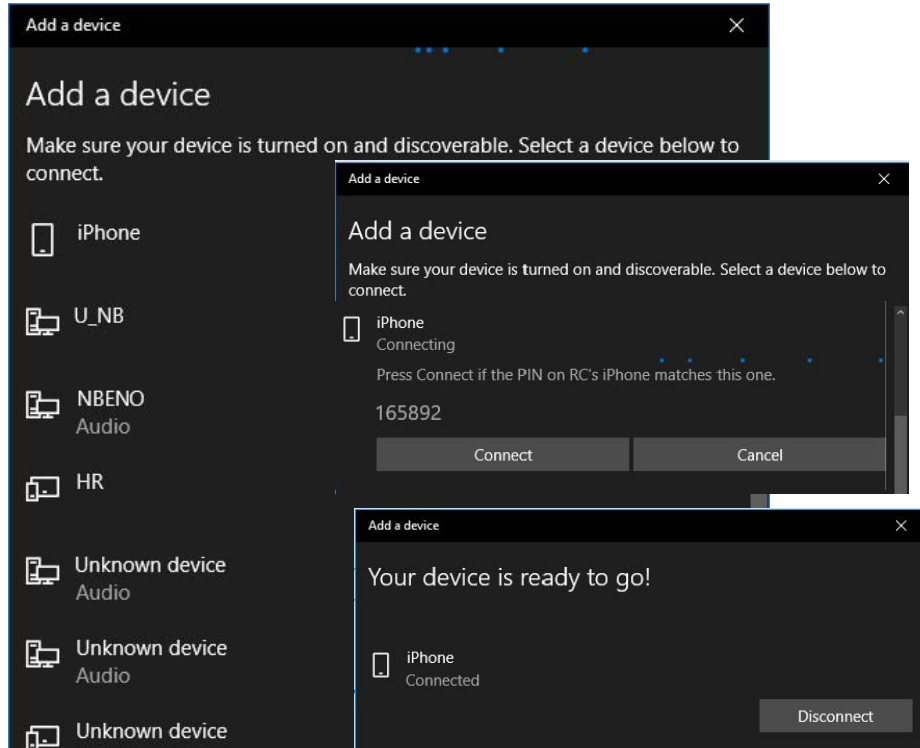 Add a device
Add a device
Make sure your device is turned on and discoverable. Select a device below to
connect.
iPhone
U_NB
NBENO
Audio
HR
Unknown device
Audio
Unknown device
Audio
Unknown device
Add a device
Add a device
Make sure your device is turned on and discoverable. Select a device below to
connect.
iPhone
Connecting
Press Connect if the PIN on RC's iPhone matches this one.
165892
Connect Cancel
Add a device
Your device is ready to go!
iPhone
Connected
Disconnect